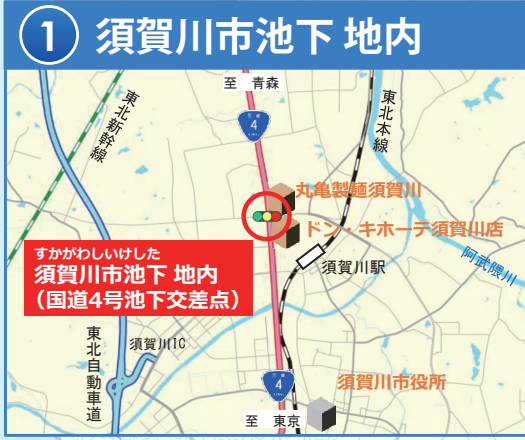 ① 須賀川市池下 地内
至 青森
東北新幹線
4
東北本線
丸亀製麺須賀川
ドン・キホーテ須賀川店
すかがわしいけした
須賀川市池下 地内
（国道4号池下交差点）
須賀川駅
阿武隈川
東北自動車道
須賀川IC
4
須賀川市役所
至 東京